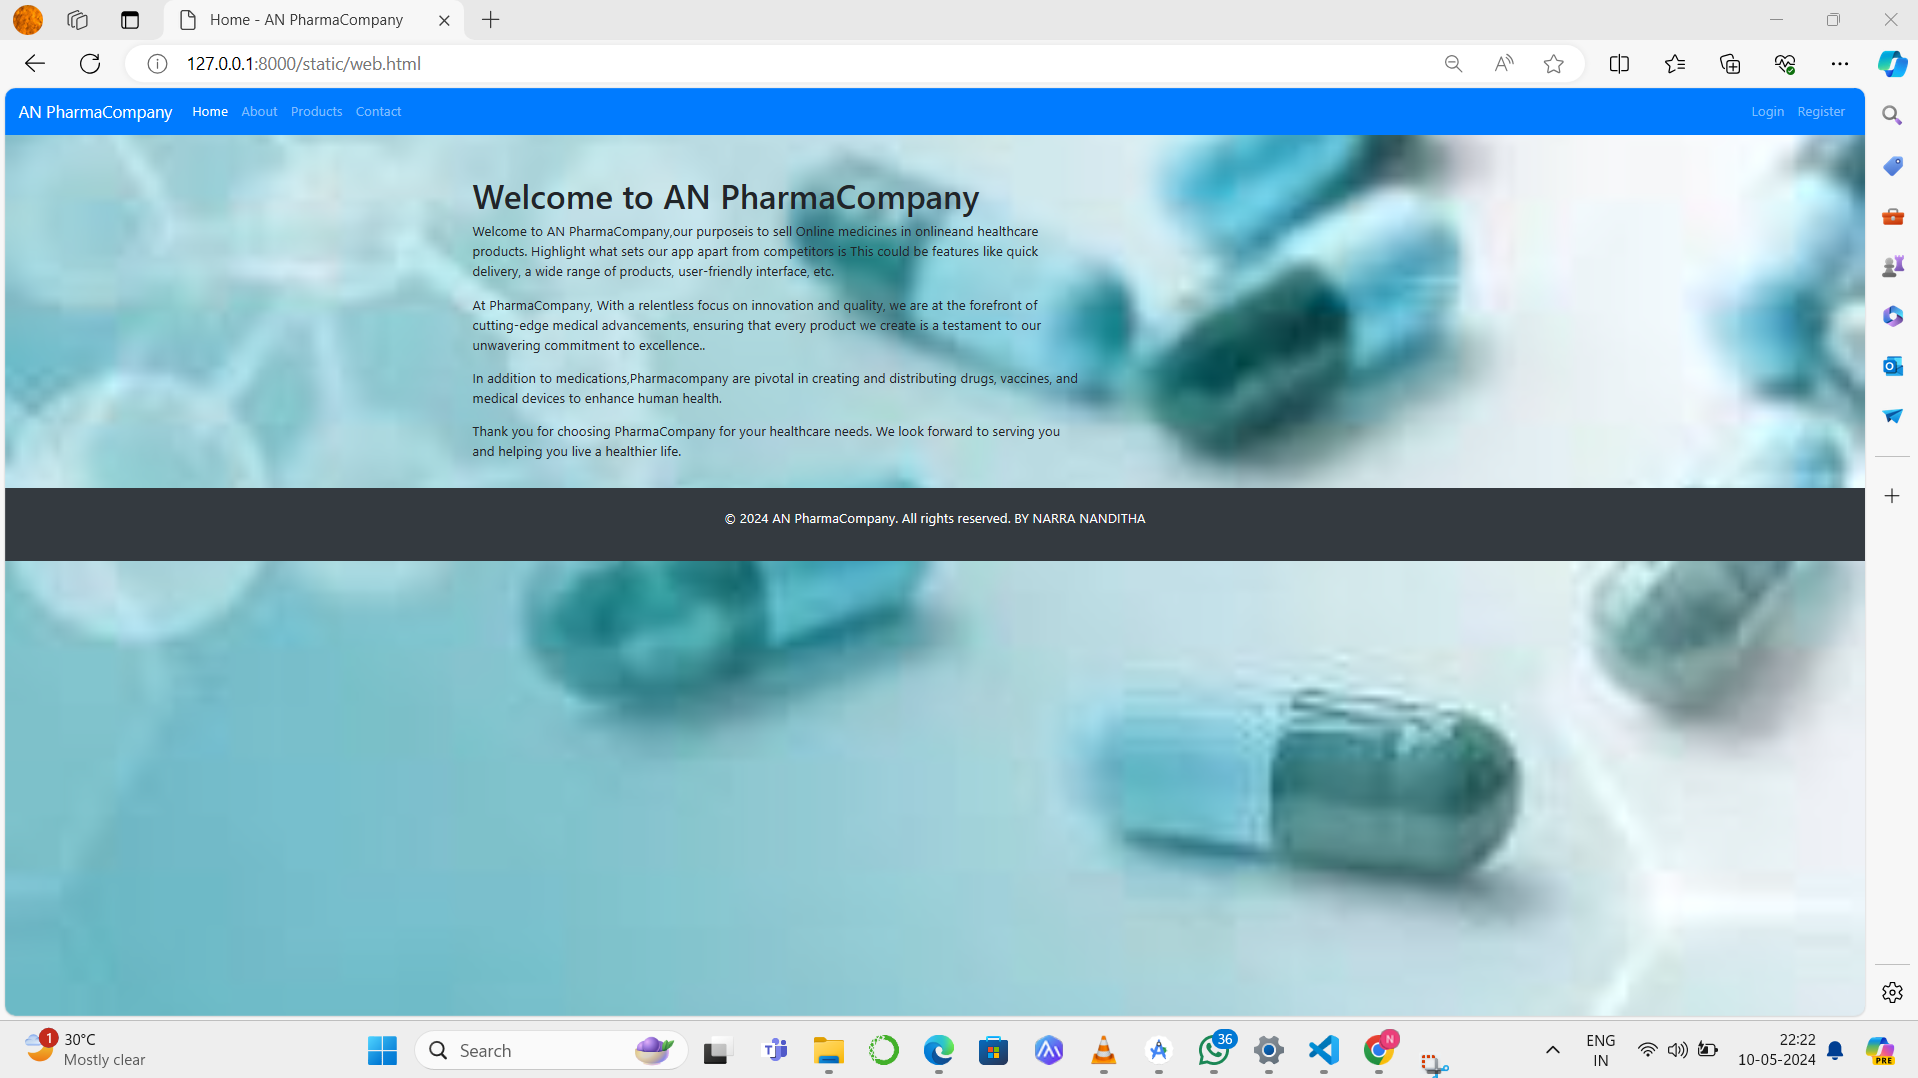 Home - AN PharmaCompany
127.0.0.1:8000/static/web.html
AN PharmaCompany Home About Products Contact Login Register
Welcome to AN PharmaCompany
Welcome to AN PharmaCompany,our purposeis to sell Online medicines in onlineand healthcare
products. Highlight what sets our app apart from competitors is This could be features like quick
delivery, a wide range of products, user-friendly interface, etc.
At PharmaCompany, With a relentless focus on innovation and quality, we are at the forefront of
cutting-edge medical advancements, ensuring that every product we create is a testament to our
unwavering commitment to excellence..
In addition to medications,Pharmacompany are pivotal in creating and distributing drugs, vaccines, and
medical devices to enhance human health.
Thank you for choosing PharmaCompany for your healthcare needs. We look forward to serving you
and helping you live a healthier life.
© 2024 AN PharmaCompany. All rights reserved. BY NARRA NANDITHA
1
30°C
Mostly clear
Search
36
N
ENG
IN
22:22
10-05-2024
PRE